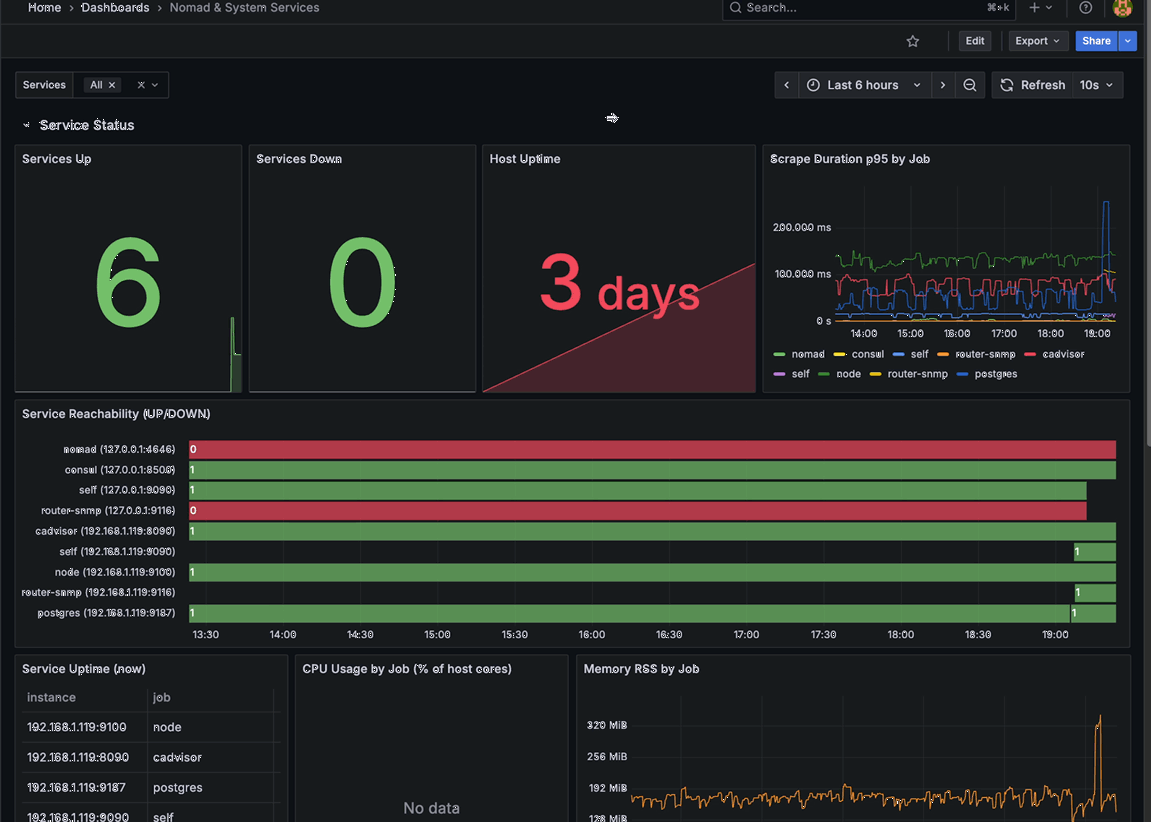 Home › Dashboards › Nomad & System Services
Search... ⌘+k
Edit Export Share
Services All × Last 6 hours Refresh 10s
Service Status
Services Up
6
Services Down
0
Host Uptime
3 days
Scrape Duration p95 by Job
200.000 ms
100.000 ms
0 s
14:00 15:00 16:00 17:00 18:00 19:00
nomad consul self router-snmp cadvisor
self node router-snmp postgres
Service Reachability (UP/DOWN)
nomad (127.0.0.1:4646) 0
consul (127.0.0.1:8500) 1
self (127.0.0.1:9090) 1
router-snmp (127.0.0.1:9116) 0
cadvisor (192.168.1.119:8090) 1
self (192.168.1.119:9090) 1
node (192.168.1.119:9100) 1
router-snmp (192.168.1.119:9116) 1
postgres (192.168.1.119:9187) 1 1
13:30 14:00 14:30 15:00 15:30 16:00 16:30 17:00 17:30 18:00 18:30 19:00
Service Uptime (now)
instance job
192.168.1.119:9100 node
192.168.1.119:8090 cadvisor
192.168.1.119:9187 postgres
192.168.1.119:9090 self
CPU Usage by Job (% of host cores)
No data
Memory RSS by Job
320 MiB
256 MiB
192 MiB
128 MiB